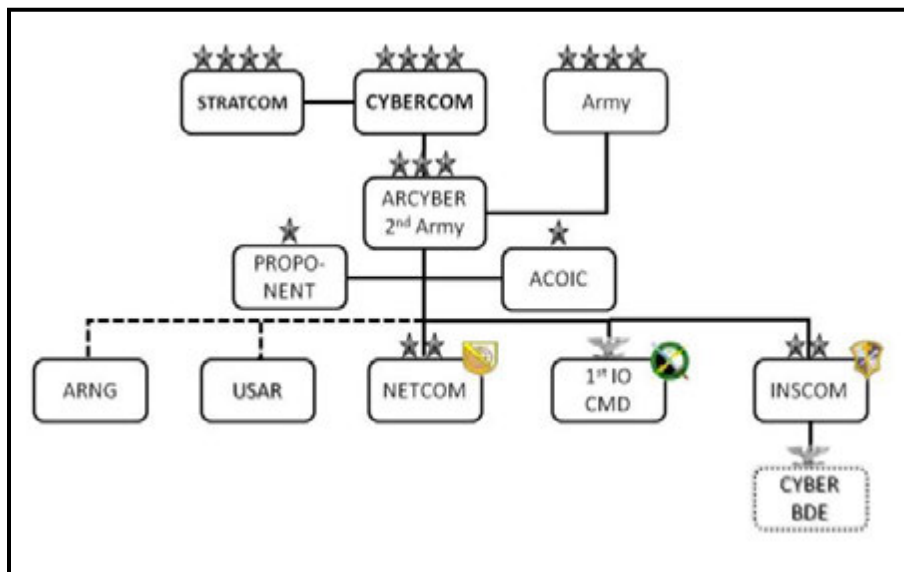 STRATCOM
CYBERCOM
Army
ARCYBER
2nd Army
PROPO-
NENT
ACOIC
ARNG
USAR
NETCOM
1st IO
CMD
INSCOM
CYBER
BDE